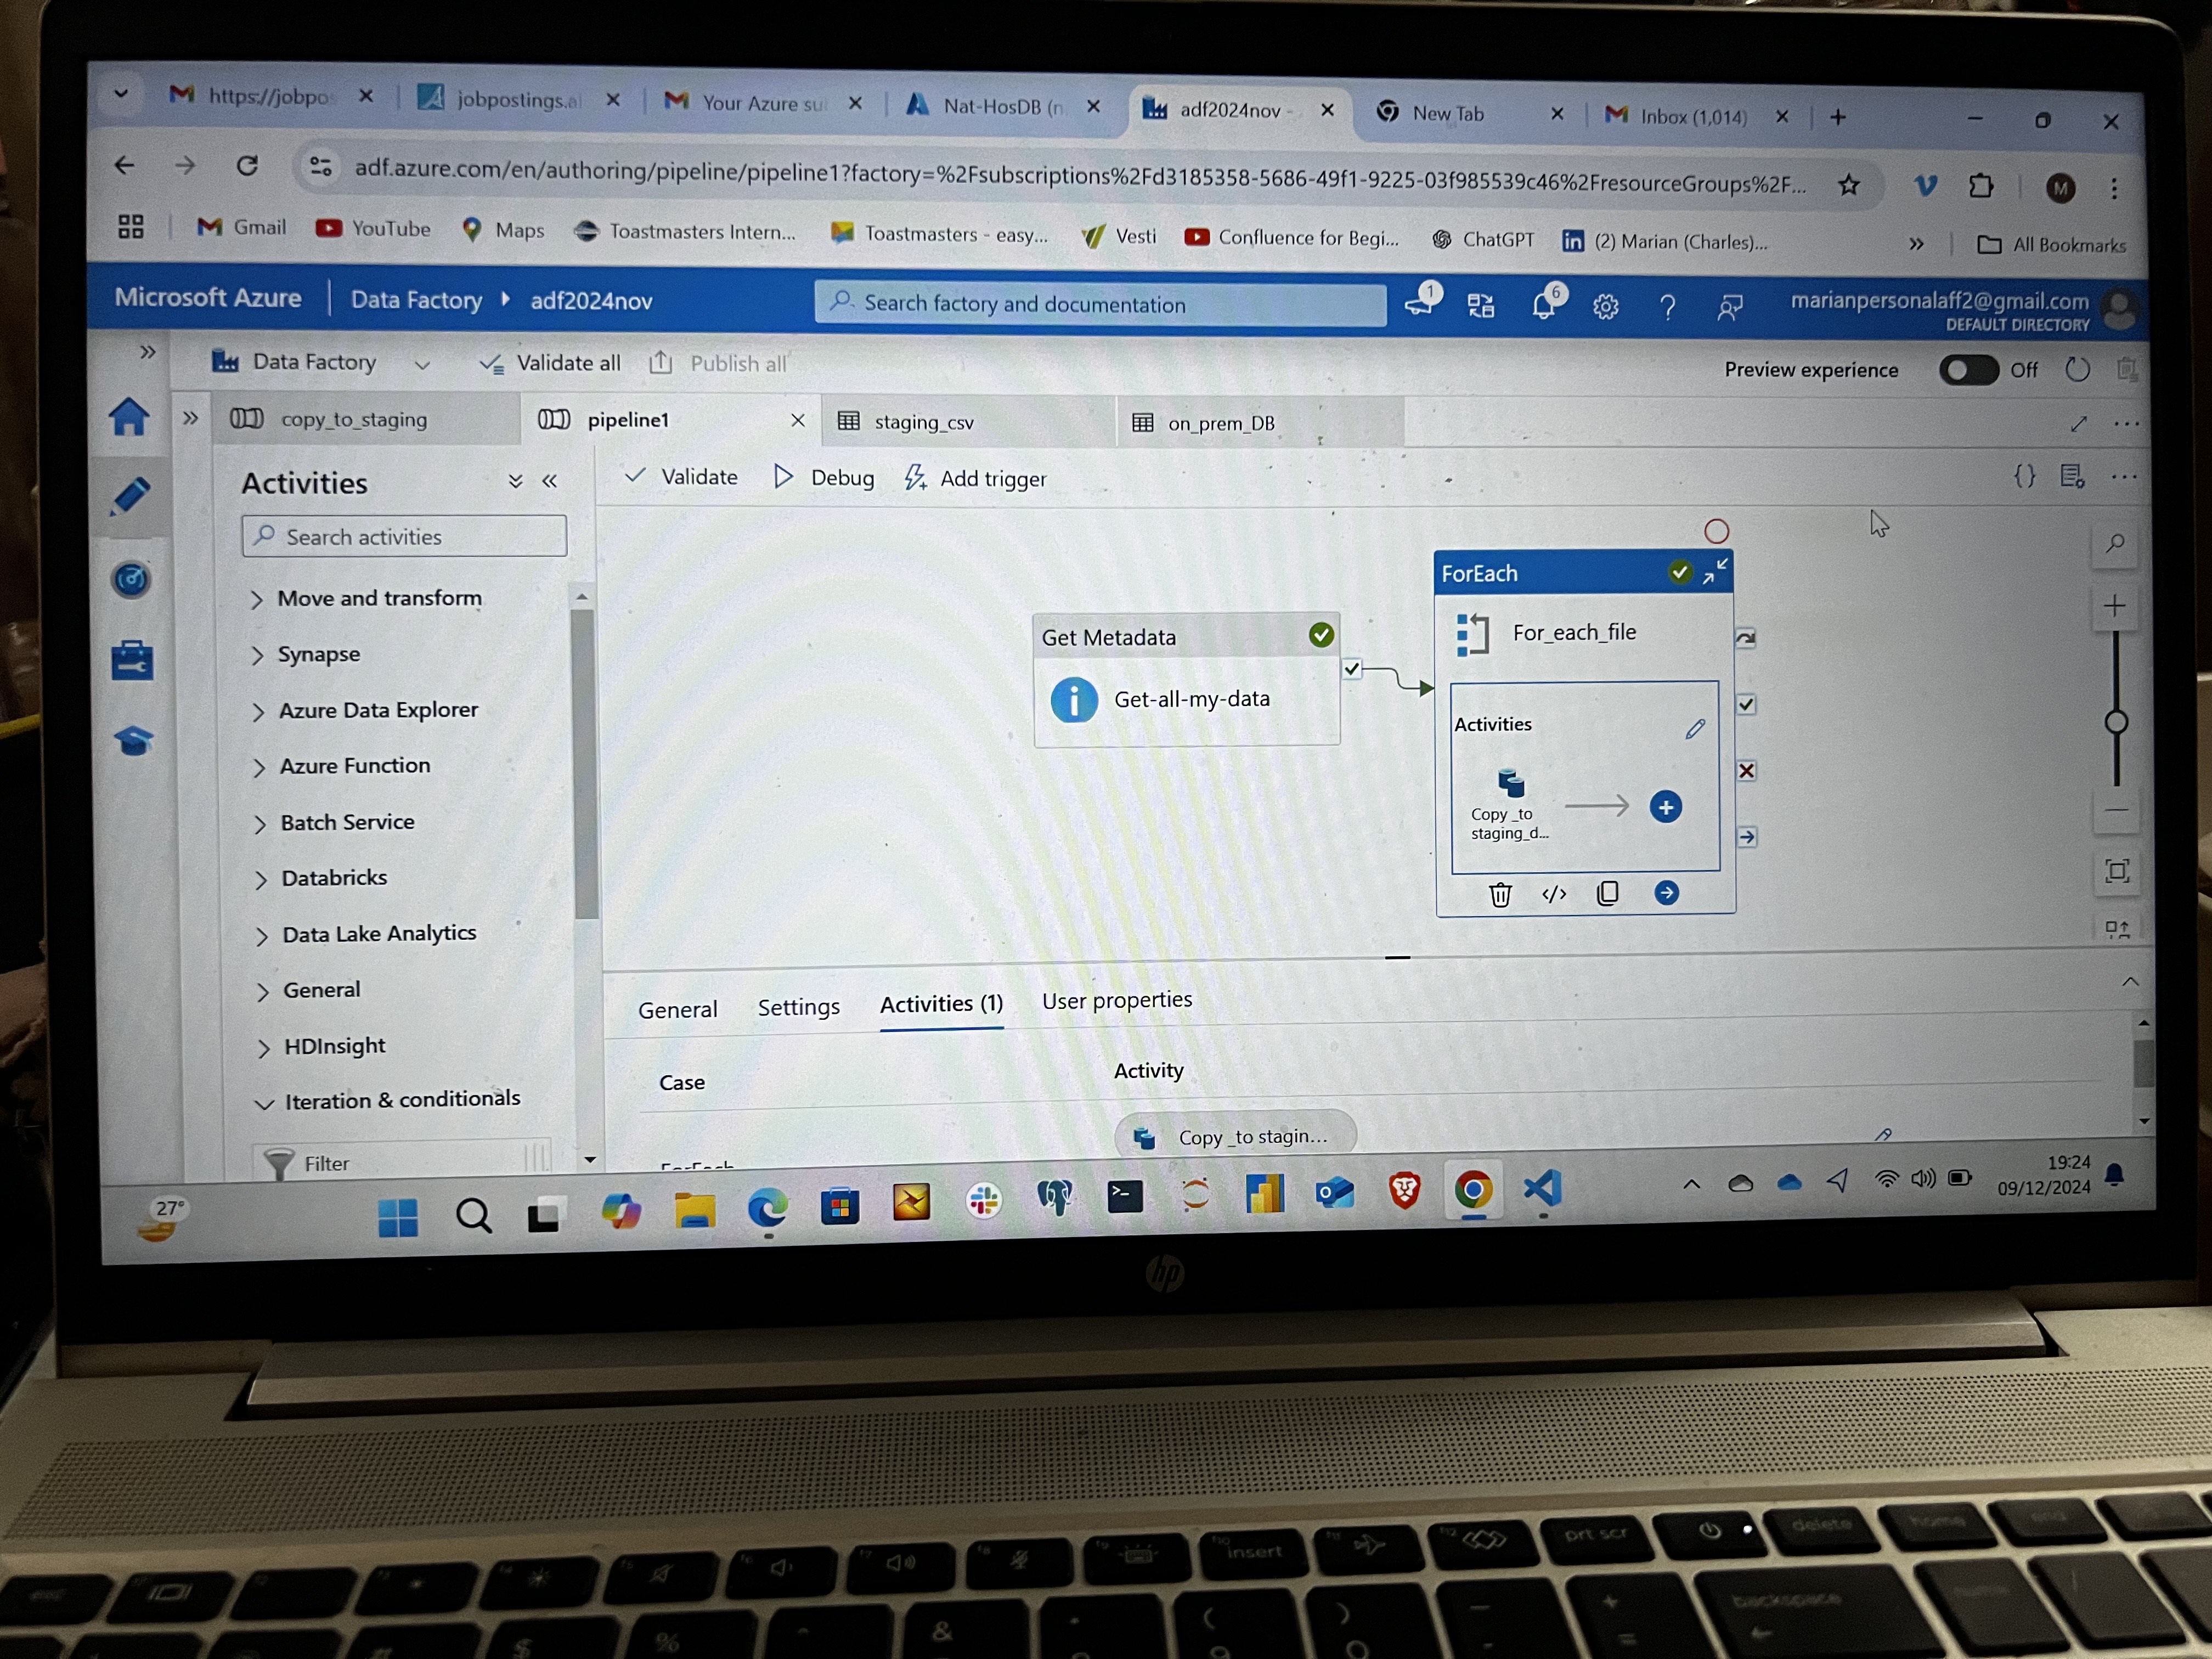 https://jobpo
jobpostings.a
Your Azure su
Nat-HosDB (n
adf2024nov -
New Tab
Inbox (1,014)
adf.azure.com/en/authoring/pipeline/pipeline1?factory=%2Fsubscriptions%2Fd3185358-5686-49f1-9225-03f985539c46%2FresourceGroups%2F...
M
Gmail
YouTube
Maps
Toastmasters Intern...
Toastmasters - easy...
Vesti
Confluence for Begi...
ChatGPT
(2) Marian (Charles)...
All Bookmarks
Microsoft Azure
Data Factory
adf2024nov
Search factory and documentation
1
6
marianpersonalaff2@gmail.com
DEFAULT DIRECTORY
Data Factory
Validate all
Publish all
Preview experience
Off
copy_to_staging
pipeline1
staging_csv
on_prem_DB
Activities
Validate
Debug
Add trigger
Search activities
Move and transform
Synapse
Azure Data Explorer
Azure Function
Batch Service
Databricks
Data Lake Analytics
General
HDInsight
Iteration & conditionals
Filter
Get Metadata
Get-all-my-data
ForEach
For_each_file
Activities
Copy _to
staging_d...
General
Settings
Activities (1)
User properties
Case
Activity
Copy _to stagin...
27°
19:24
09/12/2024
hp
insert
prt scr
delete
home
end
backspace
$
%
&
(
)